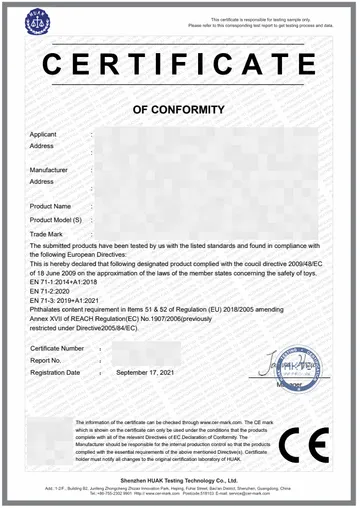 HUAK
This certificate is responsible for testing sample only.
Please refer to this corresponding test report to get testing process and data.
CERTIFICATE
OF CONFORMITY
Applicant :
Address :
Manufacturer :
Address :
Product Name :
Product Model (S) :
Trade Mark :
The submitted products have been tested by us with the listed standards and found in compliance with
the following European Directives:
This is hereby declared that following designated product complied with the coucil directive 2009/48/EC
of 18 June 2009 on the approximation of the laws of the member states concerning the safety of toys.
EN 71-1:2014+A1:2018
EN 71-2:2020
EN 71-3: 2019+A1:2021
Phthalates content requirement in Items 51 & 52 of Regulation (EU) 2018/2005 amending
Annex XVII of REACH Regulation(EC) No.1907/2006(previously
restricted under Directive2005/84/EC).
Certificate Number :
Report No. :
Registration Date : September 17, 2021
Manager
The information of the certificate can be checked through www.cer-mark.com. The CE mark
which is shown on the certificate can only be used under the conditions that the products
complete with all of the relevant Directives of EC Declaration of Conformity. The
Manufacturer should be responsible for the internal production control so that the products
complied with the essential requirements of the above mentioned Directive(s). Certificate
holder must notify all changes to the original certification laboratory of HUAK.
CE
Shenzhen HUAK Testing Technology Co., Ltd.